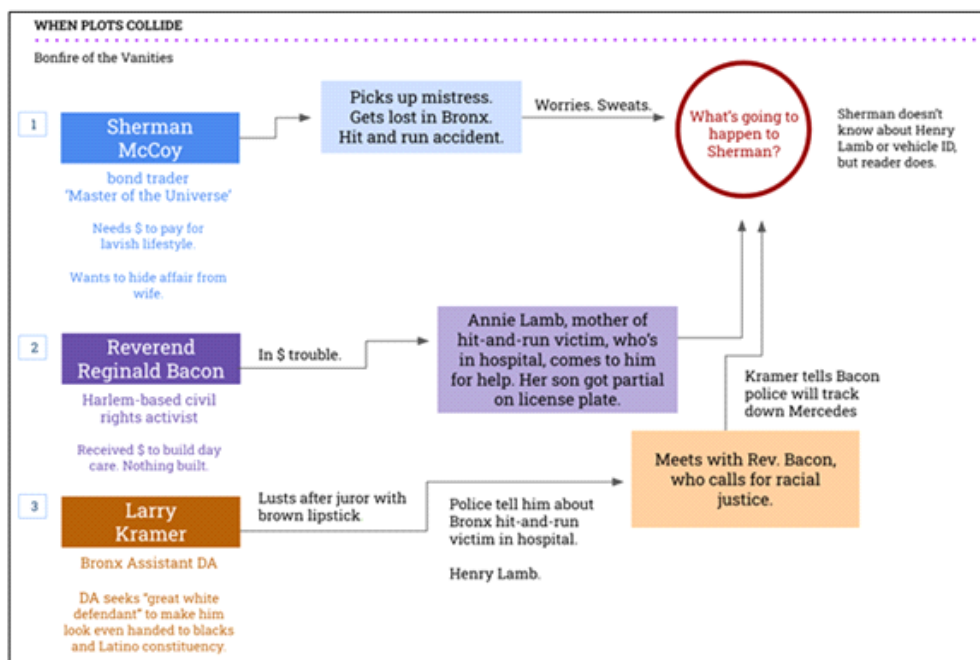 WHEN PLOTS COLLIDE
Bonfire of the Vanities
1
Sherman
McCoy
bond trader
'Master of the Universe'
Needs $ to pay for
lavish lifestyle.
Wants to hide affair from
wife.
Picks up mistress.
Gets lost in Bronx.
Hit and run accident.
Worries. Sweats.
What's going to
happen to
Sherman?
Sherman doesn't
know about Henry
Lamb or vehicle ID,
but reader does.
2
Reverend
Reginald Bacon
Harlem-based civil
rights activist
Received $ to build day
care. Nothing built.
In $ trouble.
Annie Lamb, mother of
hit-and-run victim, who's
in hospital, comes to him
for help. Her son got partial
on license plate.
Kramer tells Bacon
police will track
down Mercedes
3
Larry
Kramer
Bronx Assistant DA
DA seeks "great white
defendant" to make him
look even handed to blacks
and Latino constituency.
Lusts after juror with
brown lipstick.
Police tell him about
Bronx hit-and-run
victim in hospital.
Henry Lamb.
Meets with Rev. Bacon,
who calls for racial
justice.